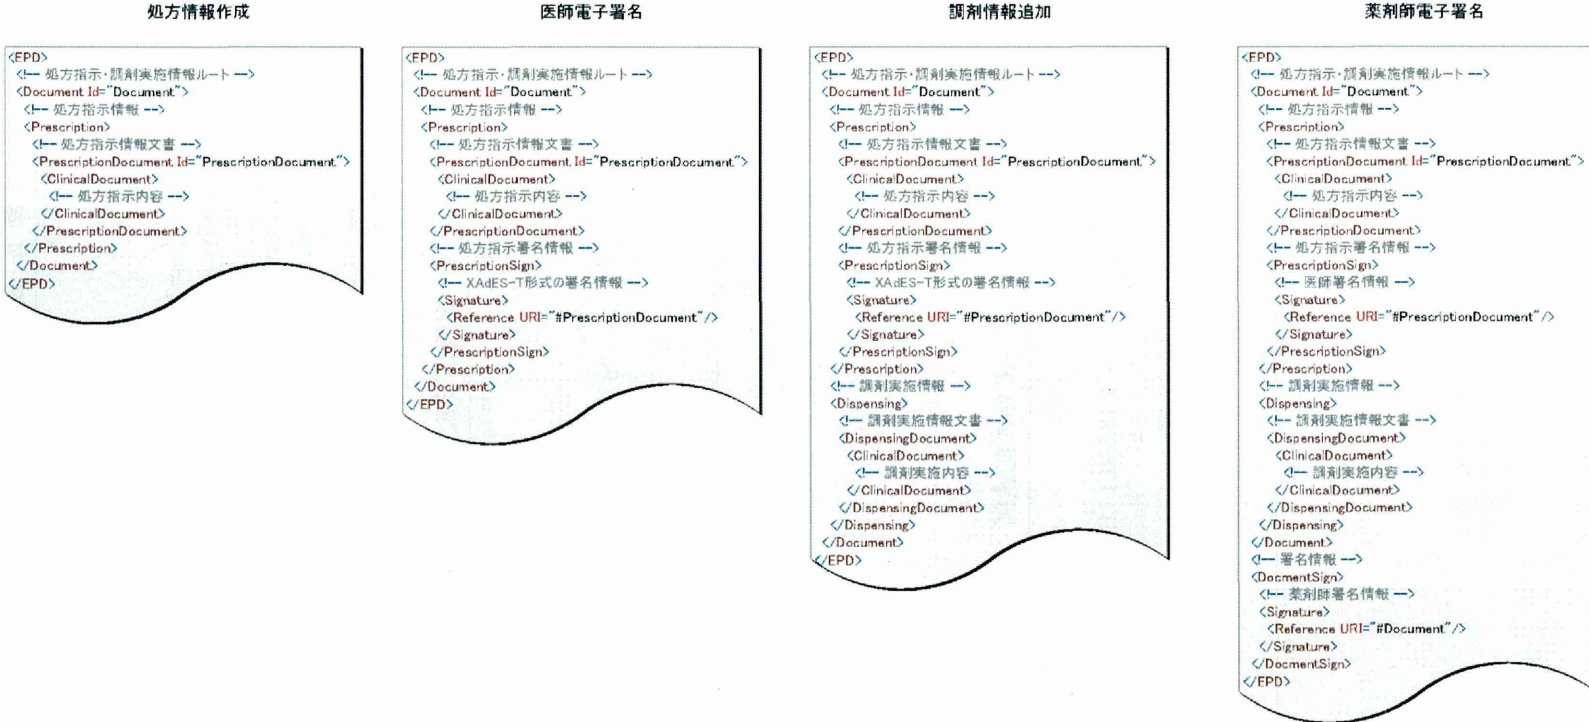 処方情報作成
<EPD>
<!-- 処方指示・調剤実施情報ルート -->
<Document Id="Document">
<!-- 処方指示情報 -->
<Prescription>
<!-- 処方指示情報文書 -->
<PrescriptionDocument Id="PrescriptionDocument">
<ClinicalDocument>
<!-- 処方指示内容 -->
</ClinicalDocument>
</PrescriptionDocument>
</Prescription>
</Document>
</EPD>
医師電子署名
<EPD>
<!-- 処方指示・調剤実施情報ルート -->
<Document Id="Document">
<!-- 処方指示情報 -->
<Prescription>
<!-- 処方指示情報文書 -->
<PrescriptionDocument Id="PrescriptionDocument">
<ClinicalDocument>
<!-- 処方指示内容 -->
</ClinicalDocument>
</PrescriptionDocument>
<!-- 処方指示署名情報 -->
<PrescriptionSign>
<!-- XAdES-T形式の署名情報 -->
<Signature>
<Reference URI="#PrescriptionDocument"/>
</Signature>
</PrescriptionSign>
</Prescription>
</Document>
</EPD>
調剤情報追加
<EPD>
<!-- 処方指示・調剤実施情報ルート -->
<Document Id="Document">
<!-- 処方指示情報 -->
<Prescription>
<!-- 処方指示情報文書 -->
<PrescriptionDocument Id="PrescriptionDocument">
<ClinicalDocument>
<!-- 処方指示内容 -->
</ClinicalDocument>
</PrescriptionDocument>
<!-- 処方指示署名情報 -->
<PrescriptionSign>
<!-- XAdES-T形式の署名情報 -->
<Signature>
<Reference URI="#PrescriptionDocument"/>
</Signature>
</PrescriptionSign>
</Prescription>
<!-- 調剤実施情報 -->
<Dispensing>
<!-- 調剤実施情報文書 -->
<DispensingDocument>
<ClinicalDocument>
<!-- 調剤実施内容 -->
</ClinicalDocument>
</DispensingDocument>
</Dispensing>
</Document>
</EPD>
薬剤師電子署名
<EPD>
<!-- 処方指示・調剤実施情報ルート -->
<Document Id="Document">
<!-- 処方指示情報 -->
<Prescription>
<!-- 処方指示情報文書 -->
<PrescriptionDocument Id="PrescriptionDocument">
<ClinicalDocument>
<!-- 処方指示内容 -->
</ClinicalDocument>
</PrescriptionDocument>
<!-- 処方指示署名情報 -->
<PrescriptionSign>
<!-- 医師署名情報 -->
<Signature>
<Reference URI="#PrescriptionDocument"/>
</Signature>
</PrescriptionSign>
</Prescription>
<!-- 調剤実施情報 -->
<Dispensing>
<!-- 調剤実施情報文書 -->
<DispensingDocument>
<ClinicalDocument>
<!-- 調剤実施内容 -->
</ClinicalDocument>
</DispensingDocument>
</Dispensing>
</Document>
<!-- 署名情報 -->
<DocmentSign>
<!-- 薬剤師署名情報 -->
<Signature>
<Reference URI="#Document"/>
</Signature>
</DocmentSign>
</EPD>